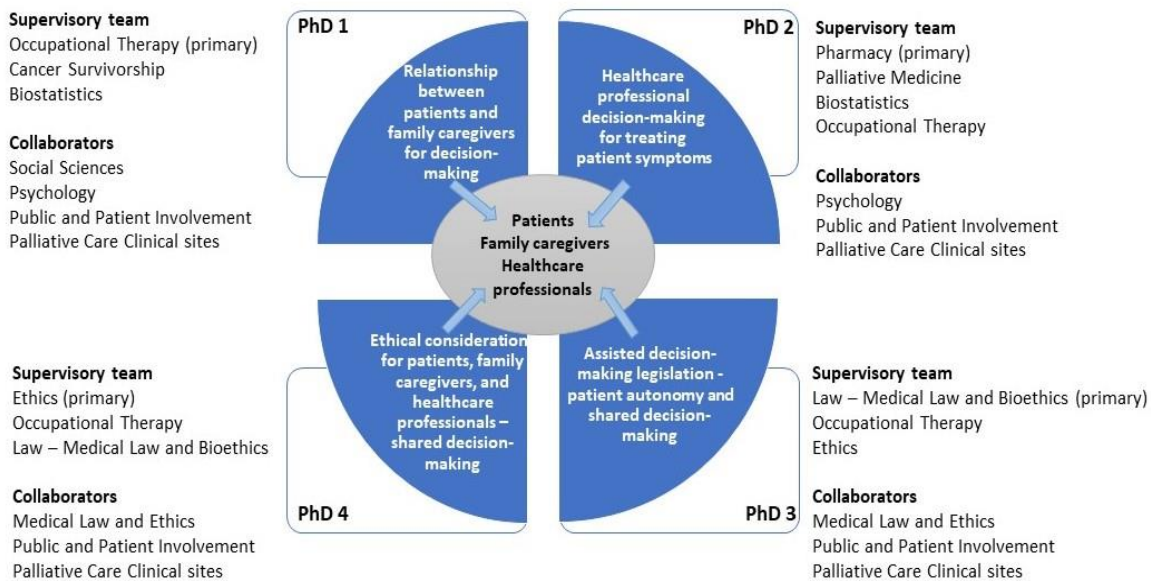 Supervisory team
Occupational Therapy (primary)
Cancer Survivorship
Biostatistics
Collaborators
Social Sciences
Psychology
Public and Patient Involvement
Palliative Care Clinical sites
PhD 1
Relationship
between
patients and
family caregivers
for decision-
making
PhD 2
Healthcare
professional
decision-making
for treating
patient symptoms
Supervisory team
Pharmacy (primary)
Palliative Medicine
Biostatistics
Occupational Therapy
Collaborators
Psychology
Public and Patient Involvement
Palliative Care Clinical sites
Patients
Family caregivers
Healthcare
professionals
Supervisory team
Ethics (primary)
Occupational Therapy
Law – Medical Law and Bioethics
Collaborators
Medical Law and Ethics
Public and Patient Involvement
Palliative Care Clinical sites
Ethical consideration
for patients, family
caregivers, and
healthcare
professionals –
shared decision-
making
PhD 4
Assisted decision-
making legislation -
patient autonomy and
shared decision-
making
PhD 3
Supervisory team
Law – Medical Law and Bioethics (primary)
Occupational Therapy
Ethics
Collaborators
Medical Law and Ethics
Public and Patient Involvement
Palliative Care Clinical sites